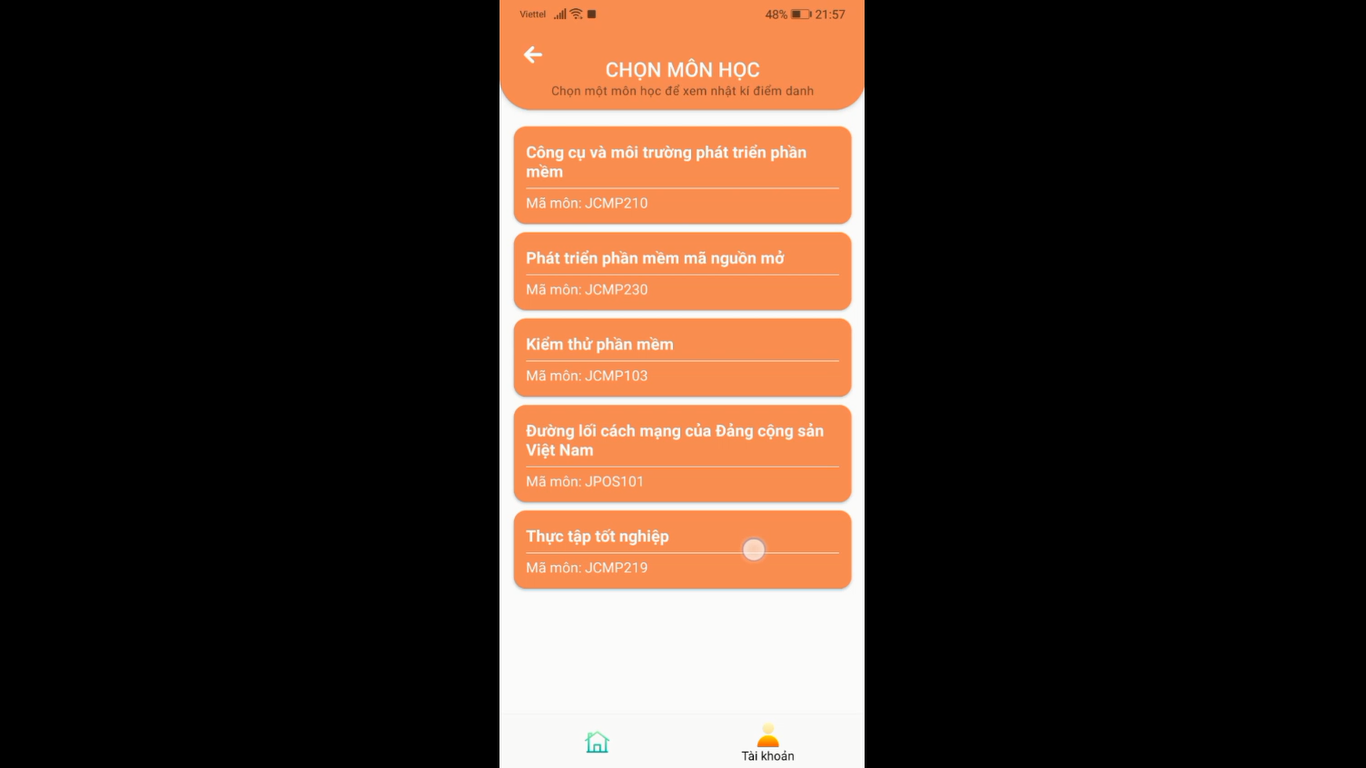 Viettel 48% 21:57
CHỌN MÔN HỌC
Chọn một môn học để xem nhật kí điểm danh
Công cụ và môi trường phát triển phần
mềm
Mã môn: JCMP210
Phát triển phần mềm mã nguồn mở
Mã môn: JCMP230
Kiểm thử phần mềm
Mã môn: JCMP103
Đường lối cách mạng của Đảng cộng sản
Việt Nam
Mã môn: JPOS101
Thực tập tốt nghiệp
Mã môn: JCMP219
Tài khoản